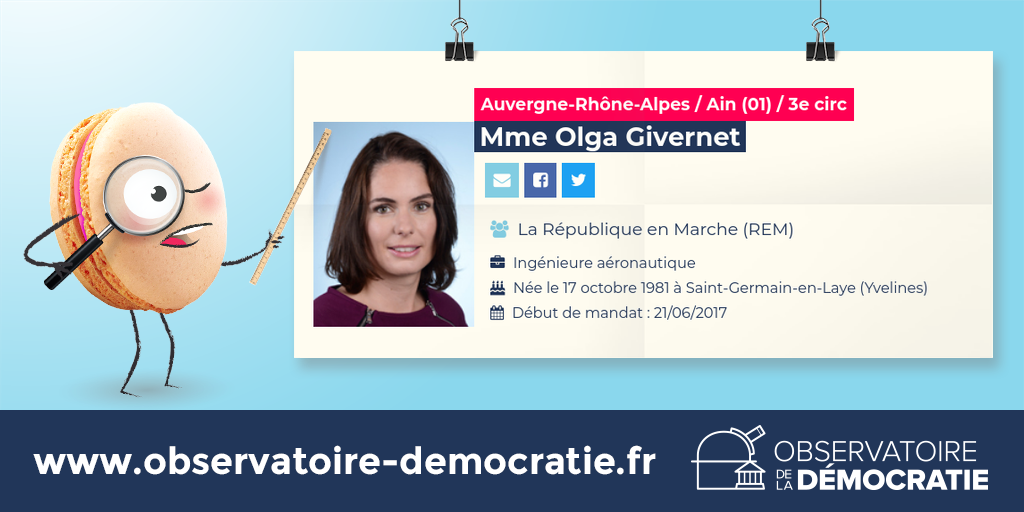 Auvergne-Rhône-Alpes / Ain (01) / 3e circ
Mme Olga Givernet
La République en Marche (REM)
Ingénieure aéronautique
Née le 17 octobre 1981 à Saint-Germain-en-Laye (Yvelines)
Début de mandat : 21/06/2017
www.observatoire-democratie.fr
OBSERVATOIRE
DE LA DÉMOCRATIE